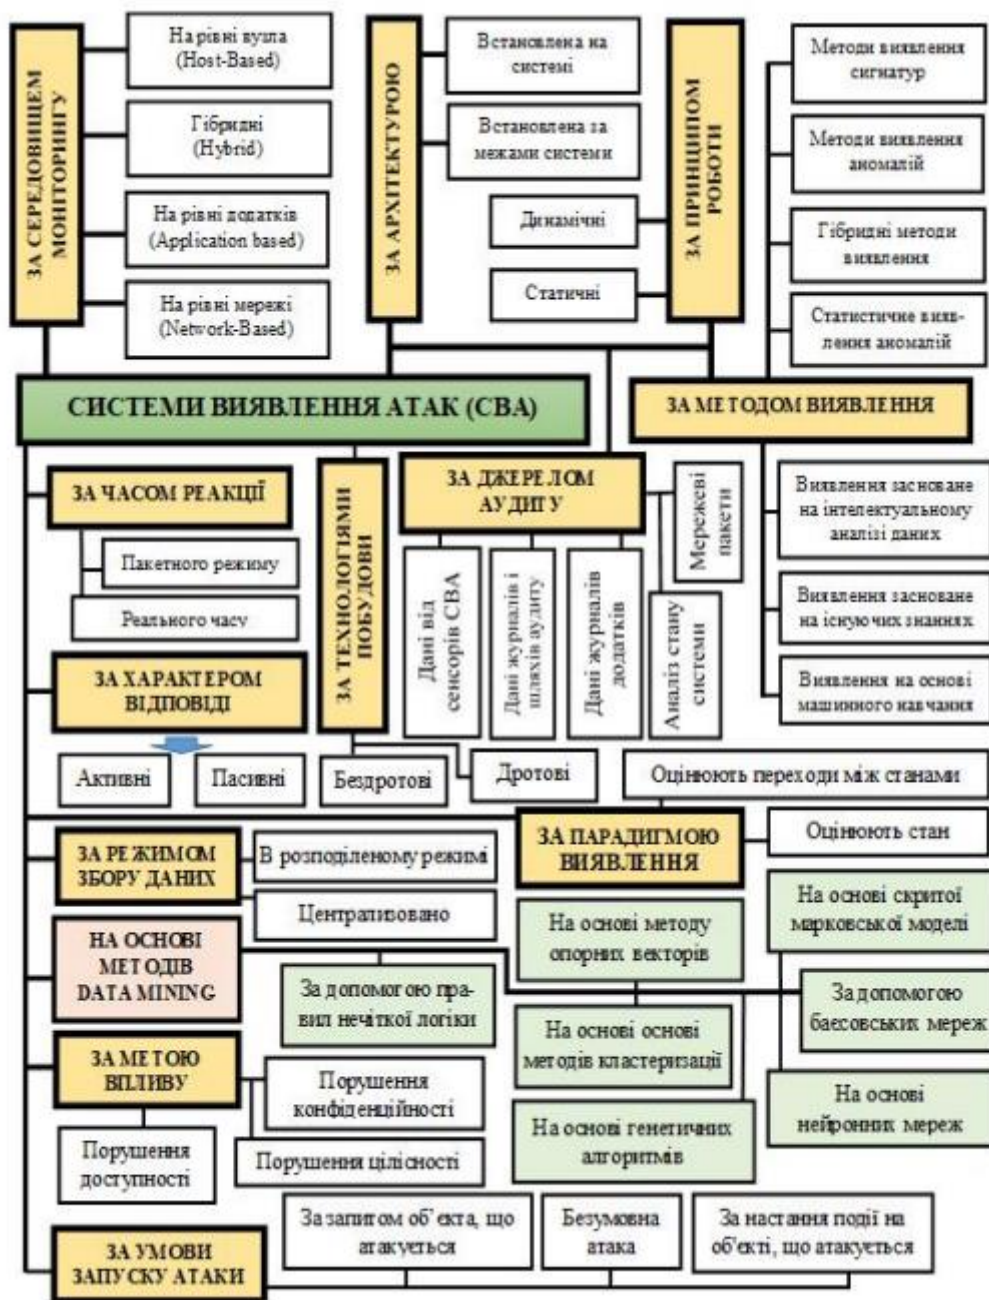 ЗА СЕРЕДОВИЩЕМ
МОНІТОРИНГУ
На рівні вузла
(Host-Based)
Гібридні
(Hybrid)
На рівні додатків
(Application based)
На рівні мережі
(Network-Based)
ЗА АРХІТЕКТУРОЮ
Встановлена на
системі
Встановлена за
межами системи
ЗА ПРИНЦИПОМ
РОБОТИ
Динамічні
Статичні
Методи виявлення
сигнатур
Методи виявлення
аномалій
Гібридні методи
виявлення
Статистичне вияв-
лення аномалій
СИСТЕМИ ВИЯВЛЕННЯ АТАК (СВА)
ЗА МЕТОДОМ ВИЯВЛЕННЯ
ЗА ЧАСОМ РЕАКЦІЇ
Пакетного режиму
Реального часу
ЗА ТЕХНОЛОГІЯМИ
ПОБУДОВИ
ЗА ДЖЕРЕЛОМ
АУДИТУ
Дані від
сенсорів СВА
Дані журналів і
шляхів аудиту
Дані журналів
додатків
Аналіз стану
системи
Мережеві
пакети
Виявлення засноване
на інтелектуальному
аналізі даних
Виявлення засноване
на існуючих знаннях
Виявлення на основі
машинного навчання
ЗА ХАРАКТЕРОМ
ВІДПОВІДІ
Активні
Пасивні
Бездротові
Дротові
Оцінюють переходи між станами
ЗА ПАРАДИГМОЮ
ВИЯВЛЕННЯ
Оцінюють стан
ЗА РЕЖИМОМ
ЗБОРУ ДАНИХ
В розподіленому режимі
Централизовано
НА ОСНОВІ
МЕТОДІВ
DATA MINING
За допомогою пра-
вил нечіткої логіки
На основі методу
опорних векторів
На основі скритої
марковської моделі
За допомогою
баєсовських мереж
На основі основі
методів кластеризації
На основі генетичних
алгоритмів
На основі
нейронних мереж
ЗА МЕТОЮ
ВПЛИВУ
Порушення
конфіденційності
Порушення цілісності
Порушення
доступності
ЗА УМОВИ
ЗАПУСКУ АТАКИ
За запитом об'єкта, що
атакується
Безумовна
атака
За настання події на
об'єкті, що атакується